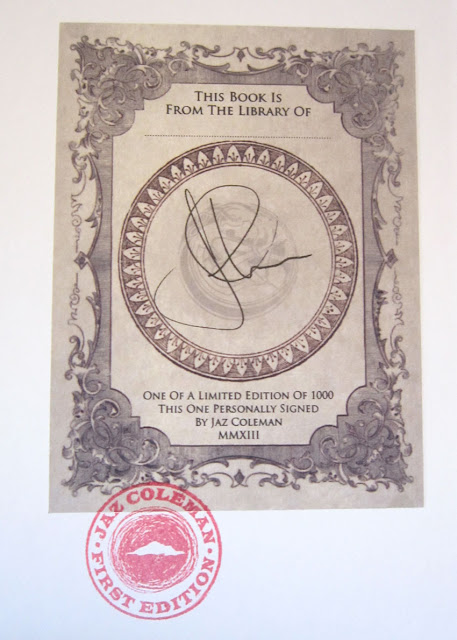 This Book Is
From The Library Of
One Of A Limited Edition Of 1000
This One Personally Signed
By Jaz Coleman
MMXIII
JAZ COLEMAN
FIRST EDITION